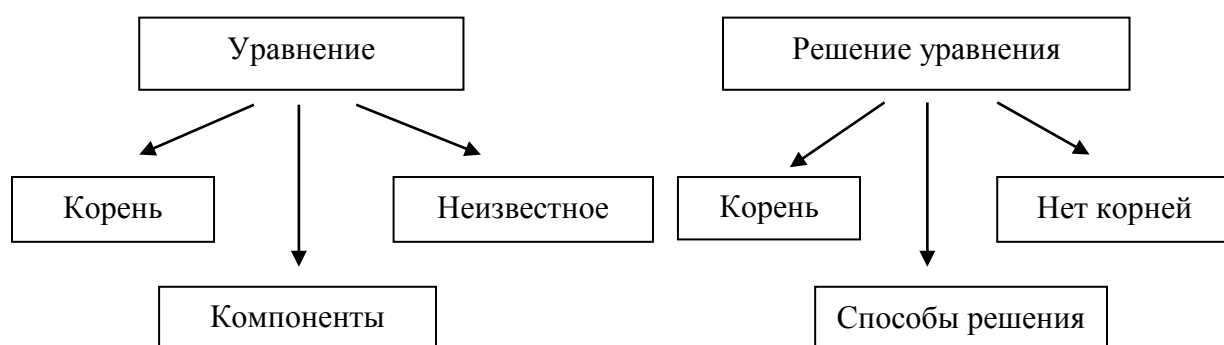 Уравнение
Решение уравнения
Корень
Неизвестное
Корень
Нет корней
Компоненты
Способы решения